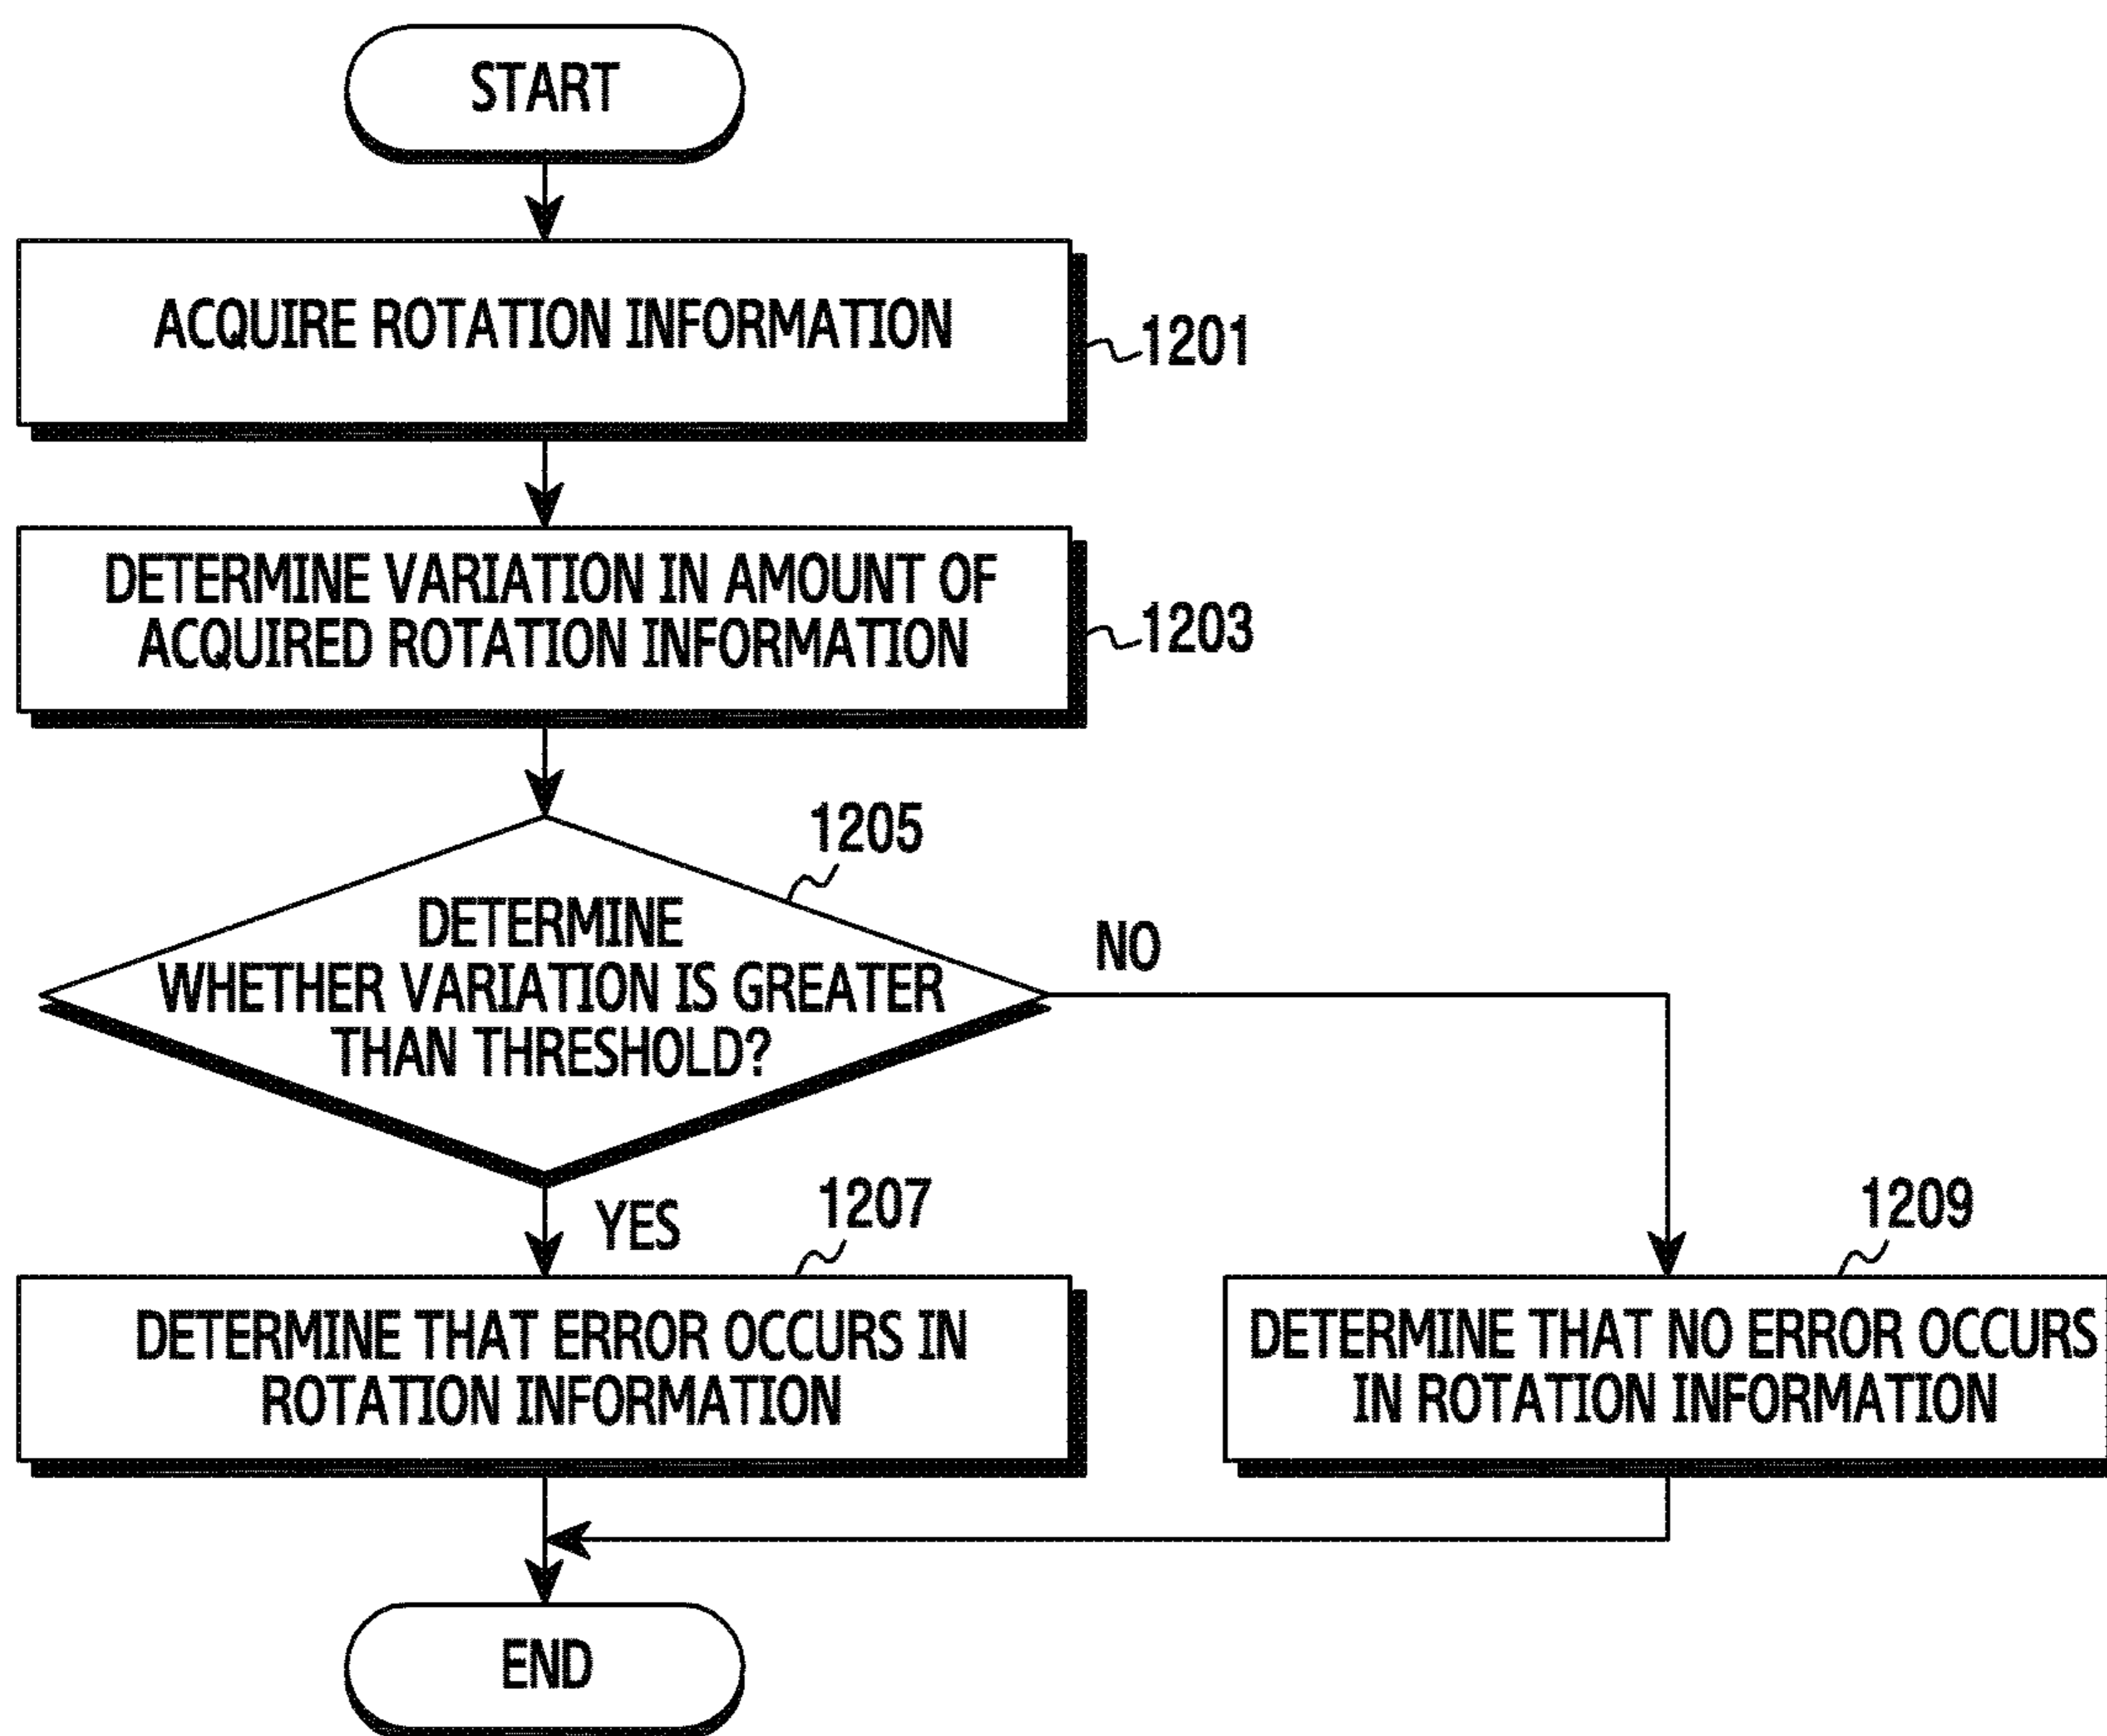 START
ACQUIRE ROTATION INFORMATION
1201
DETERMINE VARIATION IN AMOUNT OF
ACQUIRED ROTATION INFORMATION
1203
1205
DETERMINE
WHETHER VARIATION IS GREATER
THAN THRESHOLD?
NO
YES
1207
1209
DETERMINE THAT ERROR OCCURS IN
ROTATION INFORMATION
DETERMINE THAT NO ERROR OCCURS
IN ROTATION INFORMATION
END